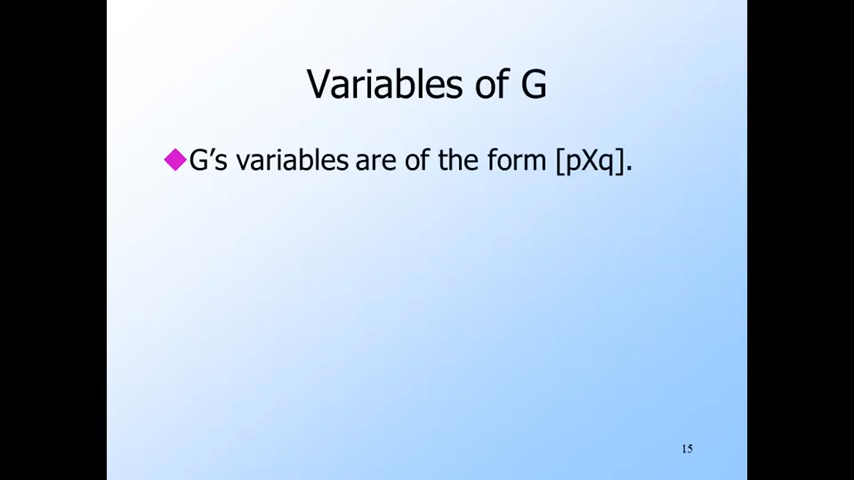 Variables of G
G’s variables are of the form [pXq].
15